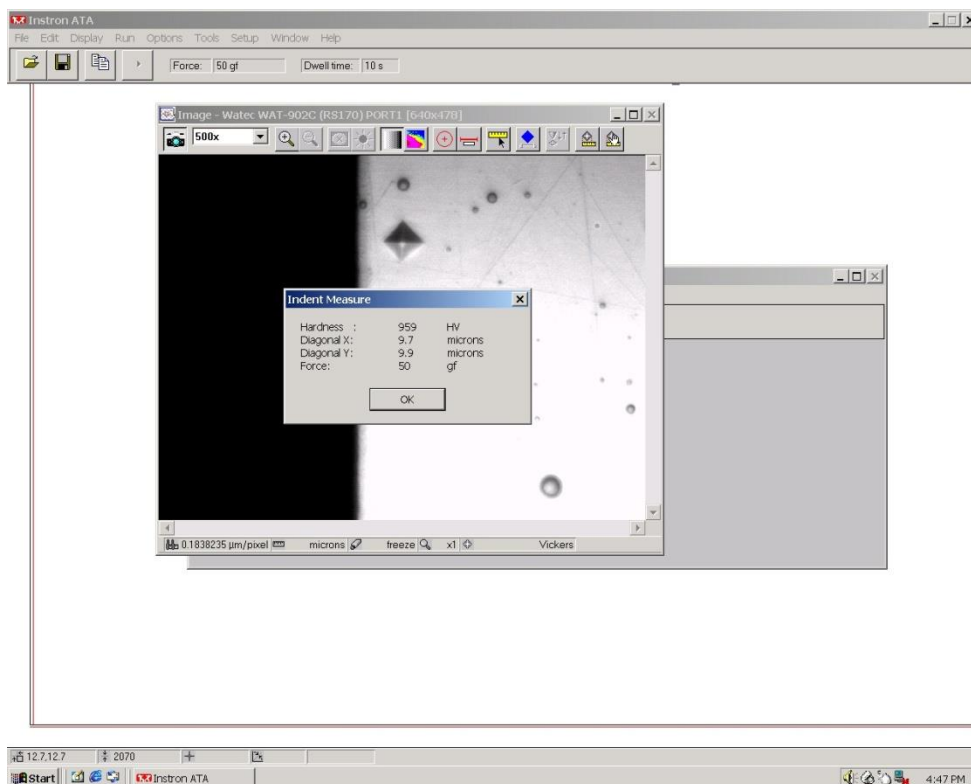 Instron ATA
File Edit Display Run Options Tools Setup Window Help
Force: 50 gf Dwell time: 10 s
Image - Watec WAT-902C (RS170) PORT1 [640x478]
500x
Indent Measure
Hardness : 959 HV
Diagonal X: 9.7 microns
Diagonal Y: 9.9 microns
Force: 50 gf
OK
0.1838235 µm/pixel microns freeze x1 Vickers
12.7,12.7 2070
Start Instron ATA 4:47 PM